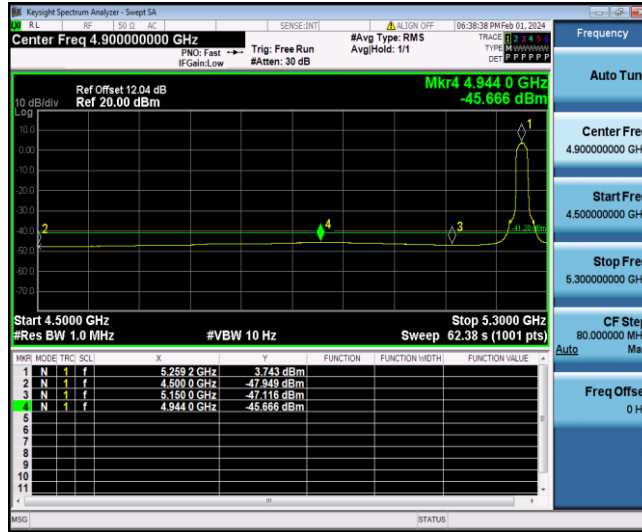 Keysight Spectrum Analyzer - Swept SA
RL RF 50 Ω AC SENSE:INT ALIGN OFF 06:38:38 PM Feb 01, 2024
Center Freq 4.900000000 GHz
#Avg Type: RMS
TRACE 1 2 3 4 5 6
PNO: Fast Trig: Free Run Avg|Hold: 1/1
TYPE M WWWWW
IFGain:Low #Atten: 30 dB
DET P P P P P P
Mkr4 4.944 0 GHz
-45.666 dBm
Ref Offset 12.04 dB
10 dB/div Ref 20.00 dBm
Log
10.0
0.00
-10.0
-20.0
-30.0
-40.0
-50.0
-60.0
-70.0
1
2
3
4
-41.20 dBm
Start 4.5000 GHz Stop 5.3000 GHz
#Res BW 1.0 MHz #VBW 10 Hz Sweep 62.38 s (1001 pts)
MKR MODE TRC SCL X Y FUNCTION FUNCTION WIDTH FUNCTION VALUE
1 N 1 f 5.259 2 GHz 3.743 dBm
2 N 1 f 4.500 0 GHz -47.949 dBm
3 N 1 f 5.150 0 GHz -47.116 dBm
4 N 1 f 4.944 0 GHz -45.666 dBm
5
6
7
8
9
10
11
MSG STATUS
Frequency
Auto Tun
Center Fre
4.900000000 GH
Start Fre
4.500000000 GH
Stop Fre
5.300000000 GH
CF Step
80.000000 MH
Auto Ma
Freq Offse
0 H